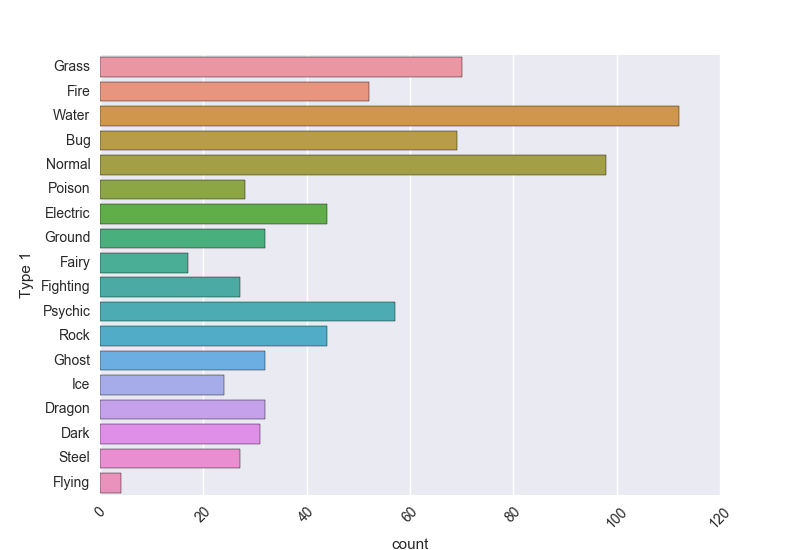 Grass
Fire
Water
Bug
Normal
Poison
Electric
Ground
Fairy
Fighting
Psychic
Rock
Ghost
Ice
Dragon
Dark
Steel
Flying
Type 1
0 20 40 60 80 100 120
count